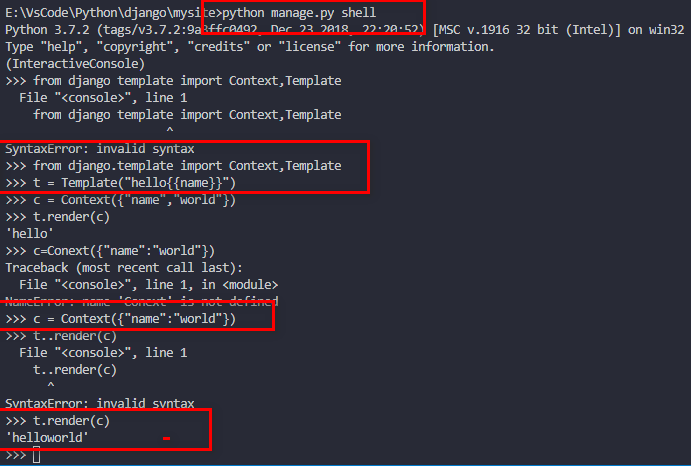 E:\VsCode\Python\django\mysite>python manage.py shell
Python 3.7.2 (tags/v3.7.2:9a3ffc0492, Dec 23 2018, 22:20:52) [MSC v.1916 32 bit (Intel)] on win32
Type "help", "copyright", "credits" or "license" for more information.
(InteractiveConsole)
>>> from django template import Context,Template
  File "<console>", line 1
    from django template import Context,Template
                      ^
SyntaxError: invalid syntax
>>> from django.template import Context,Template
>>> t = Template("hello{{name}}")
>>> c = Context({"name","world"})
>>> t.render(c)
'hello'
>>> c=Conext({"name":"world"})
Traceback (most recent call last):
  File "<console>", line 1, in <module>
NameError: name 'Conext' is not defined
>>> c = Context({"name":"world"})
>>> t..render(c)
  File "<console>", line 1
    t..render(c)
      ^
SyntaxError: invalid syntax
>>> t.render(c)
'helloworld'
>>>